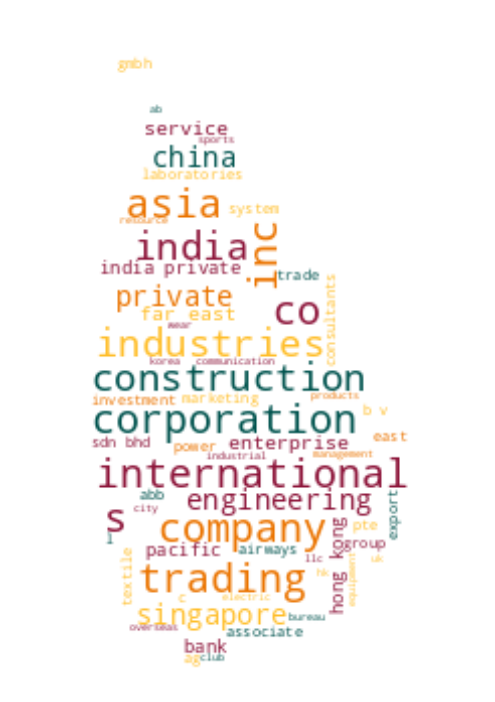 gmbh
ab
service
sports
china
laboratories
asia
system
resource
inc
india
india private
trade
private
consultants
far east
co
wear
industries
korea
communication
construction
investment
marketing
products
b v
corporation
east
sdn bhd
power
enterprise
industrial
management
international
abb
engineering
export
city
s
company
pte
l
hong kong
group
pacific
airways
llc
equipment
textile
trading
hk
c
electric
singapore
bureau
overseas
associate
bank
ag
club